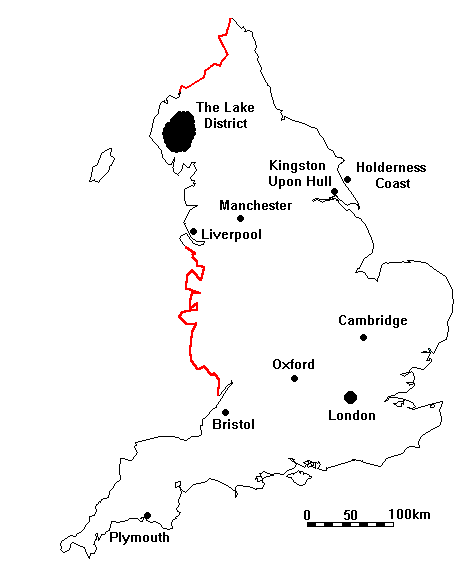 The Lake
District
Kingston
Upon Hull
Holderness
Coast
Manchester
Liverpool
Cambridge
Oxford
London
Bristol
Plymouth
0 50 100km